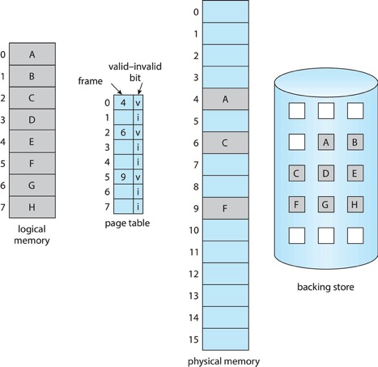 0 A
1 B
2 C
3 D
4 E
5 F
6 G
7 H
logical
memory
valid–invalid
bit
frame
0 4 v
1 i
2 6 v
3 i
4 i
5 9 v
6 i
7 i
page table
0
1
2
3
4 A
5
6 C
7
8
9 F
10
11
12
13
14
15
physical memory
A B
C D E
F G H
backing store